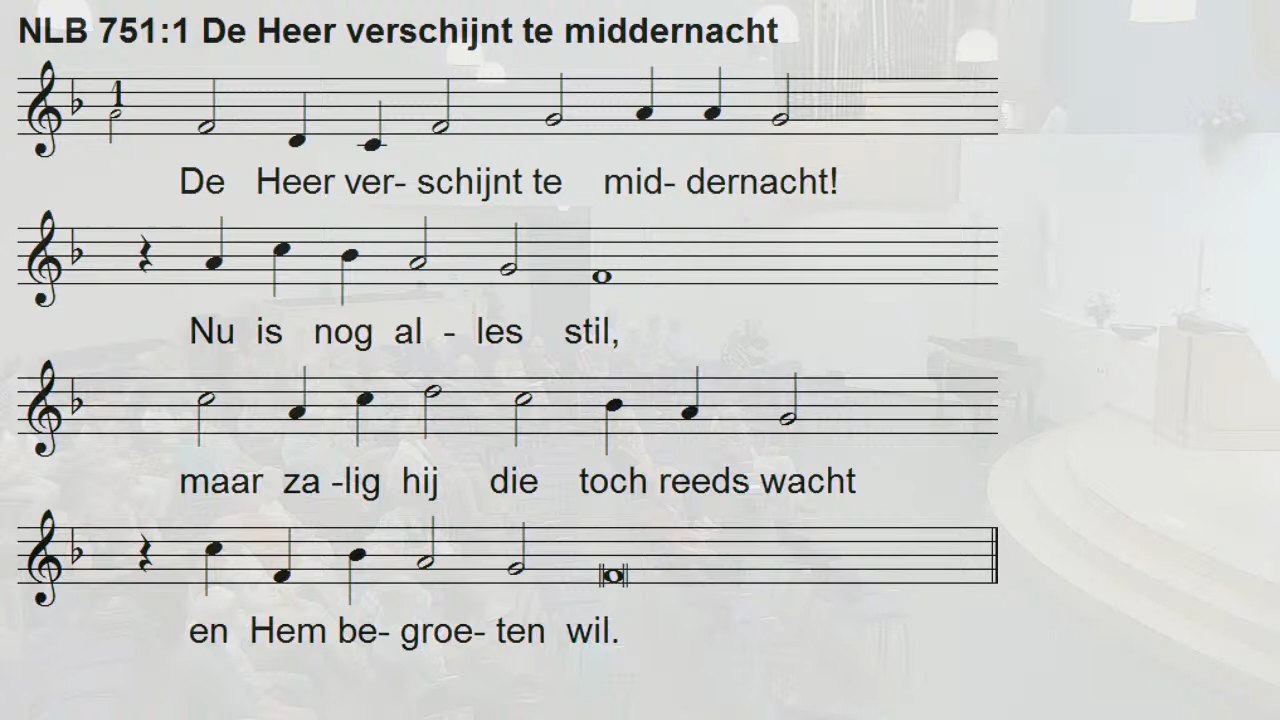 NLB 751:1 De Heer verschijnt te middernacht
1
De Heer ver- schijnt te mid- dernacht!
Nu is nog al - les stil,
maar za -lig hij die toch reeds wacht
en Hem be- groe- ten wil.